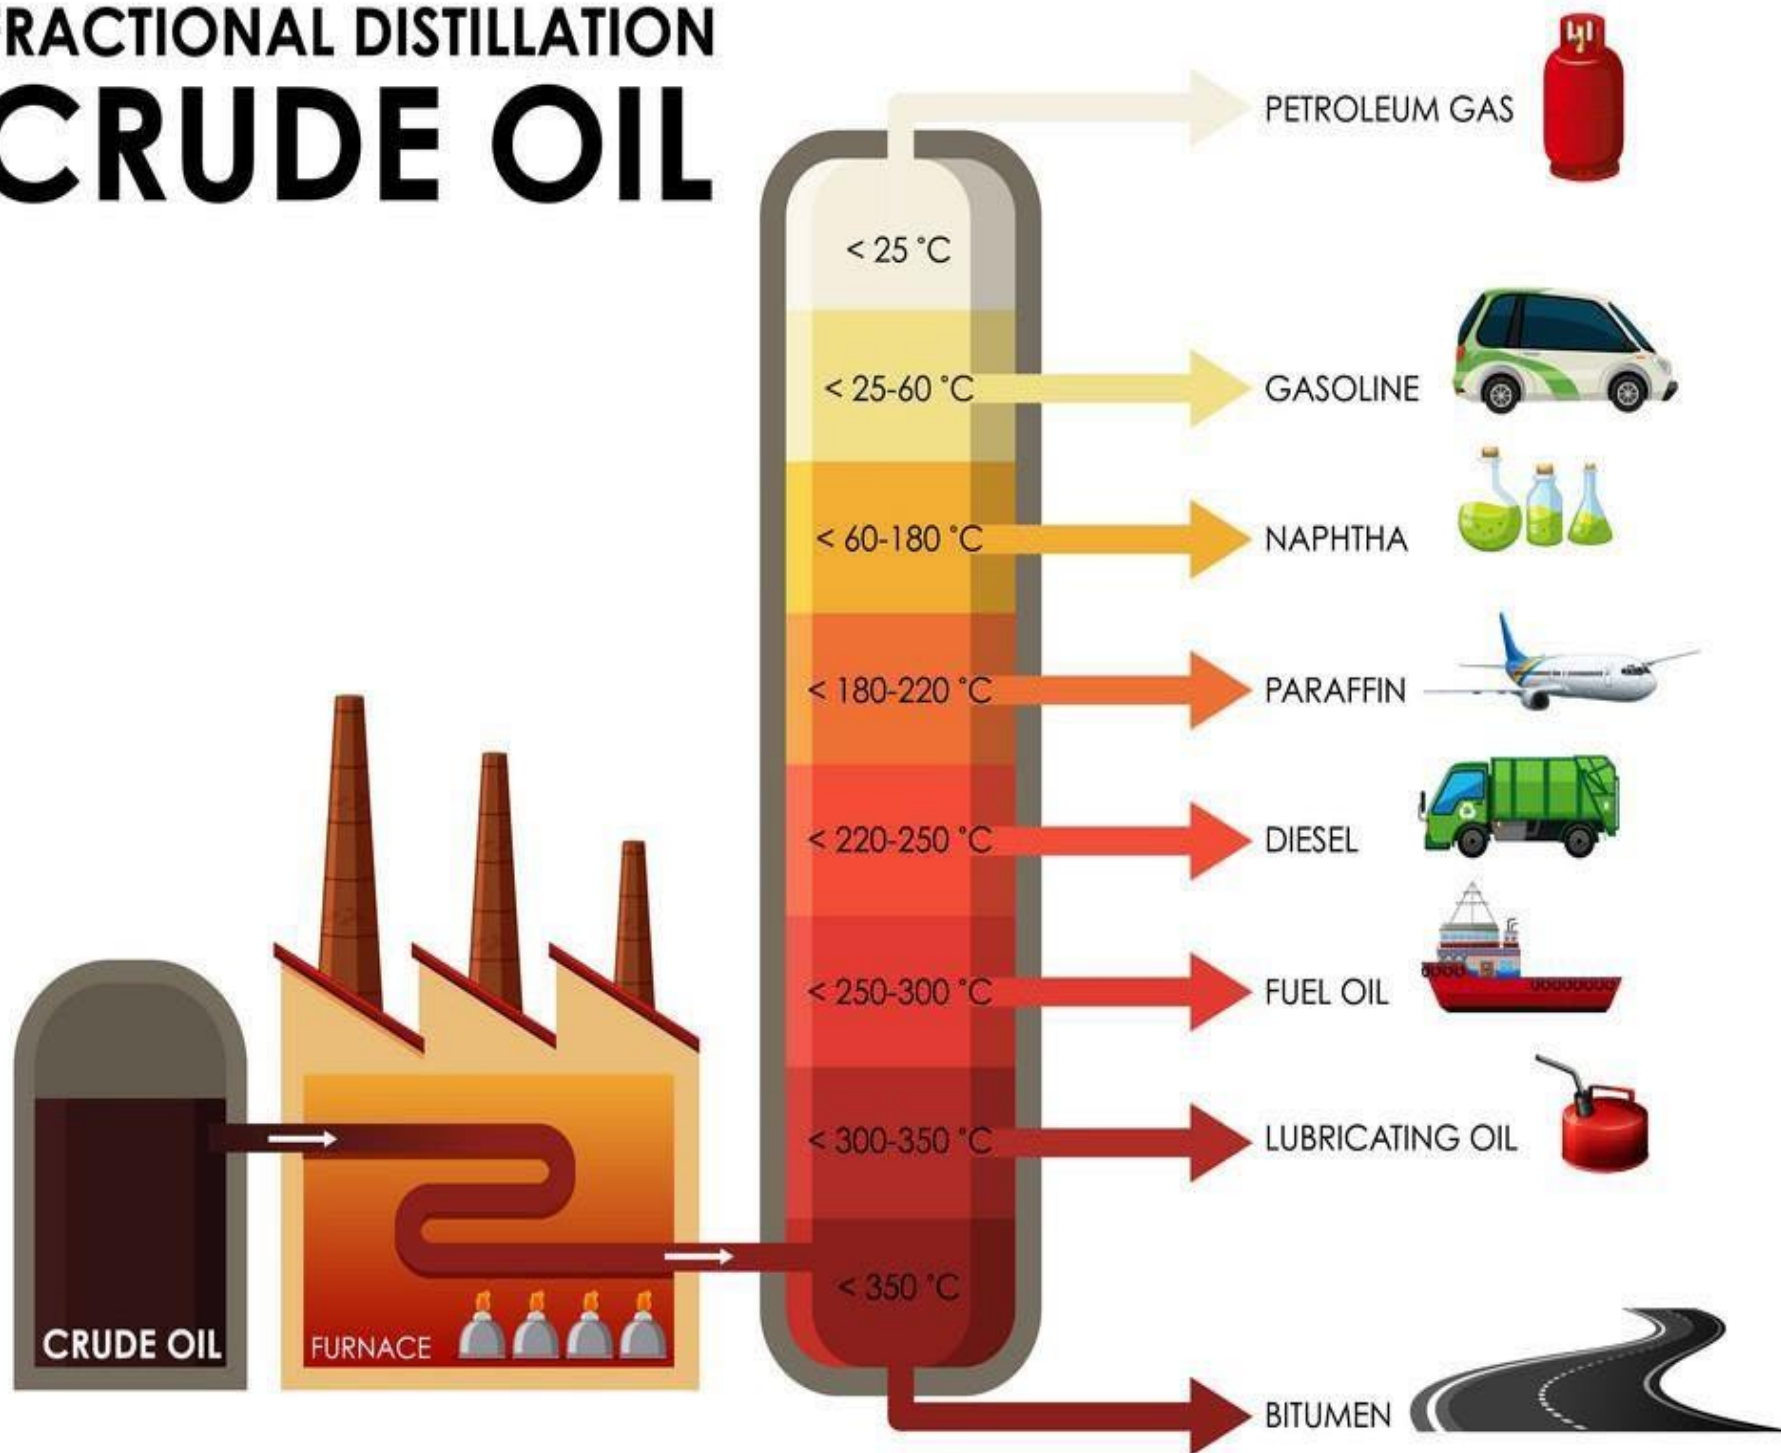 RACTIONAL DISTILLATION
CRUDE OIL
PETROLEUM GAS
< 25 °C
< 25-60 °C
GASOLINE
< 60-180 °C
NAPHTHA
< 180-220 °C
PARAFFIN
< 220-250 °C
DIESEL
< 250-300 °C
FUEL OIL
< 300-350 °C
LUBRICATING OIL
< 350 °C
CRUDE OIL
FURNACE
BITUMEN